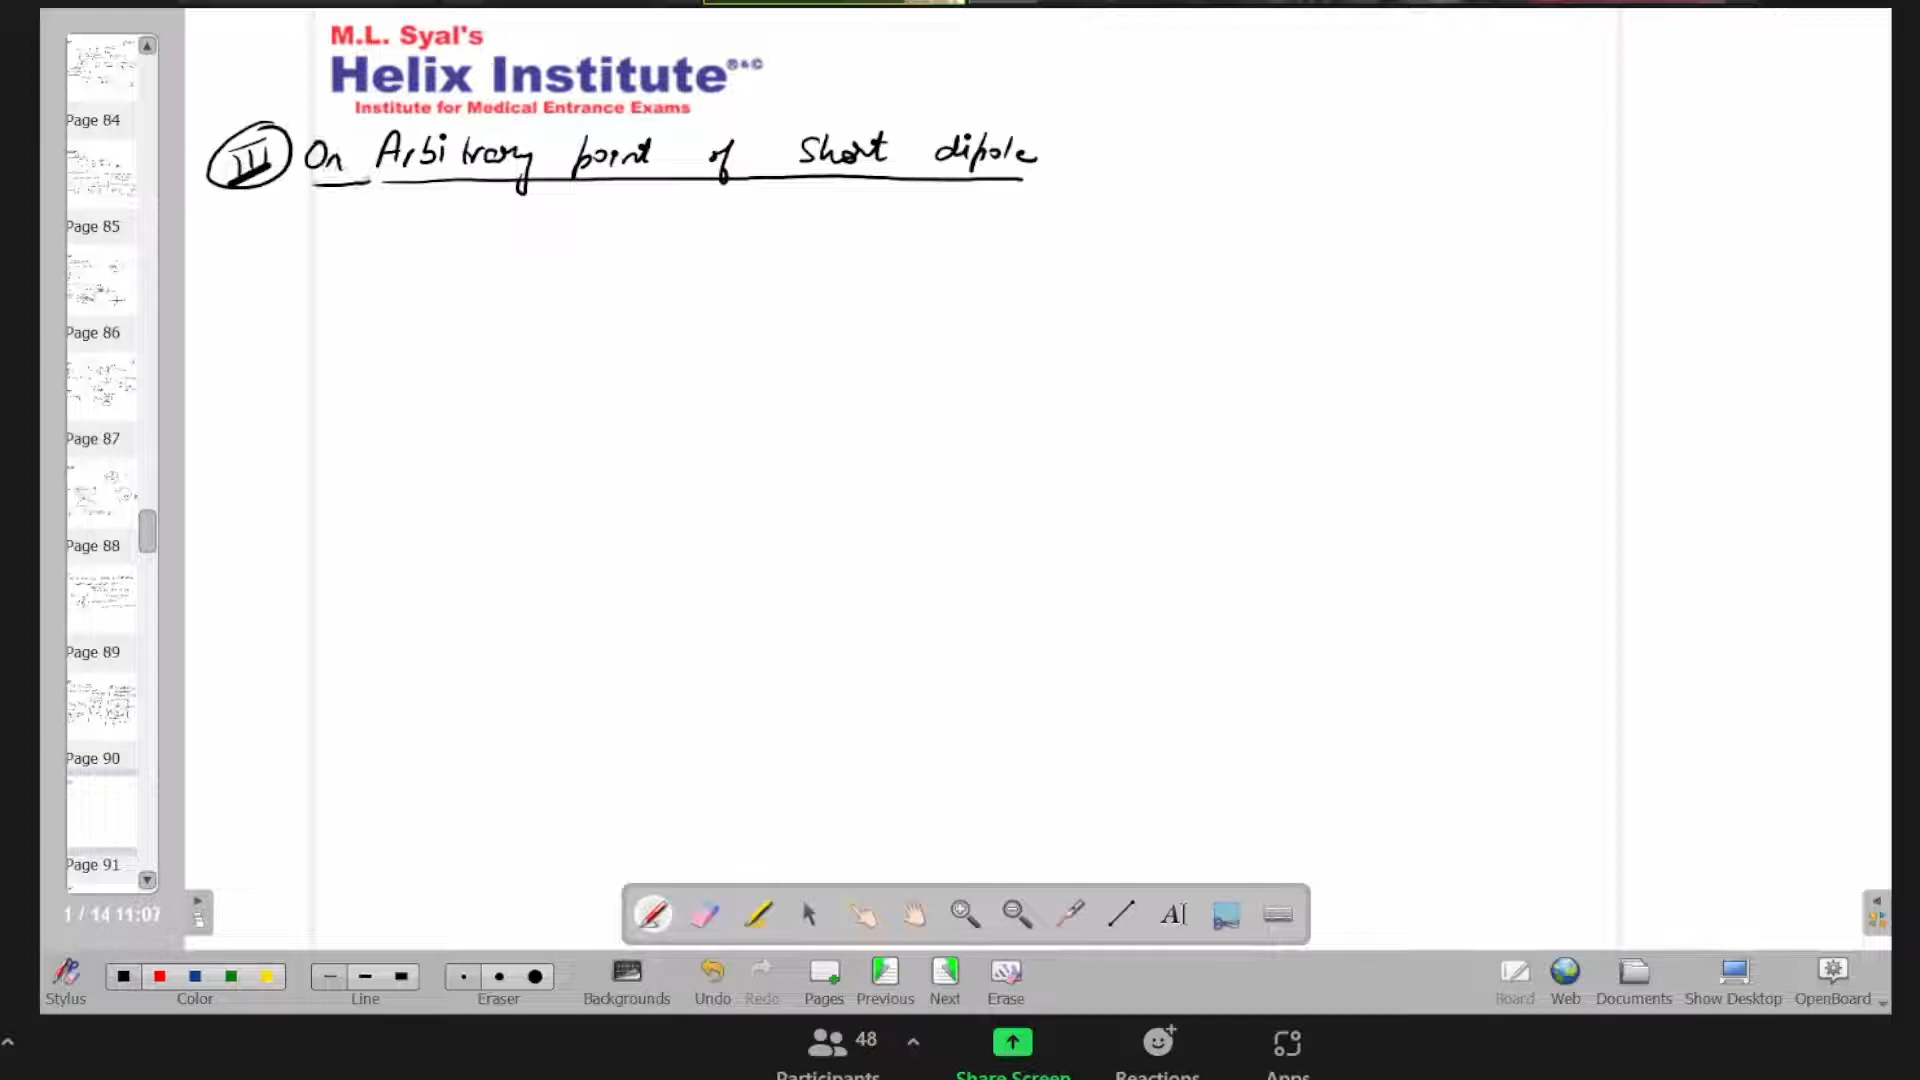 M.L. Syal's
Helix Institute®&©
Institute for Medical Entrance Exams
III On Arbitrary point of Short dipole
Page 84
Page 85
Page 86
Page 87
Page 88
Page 89
Page 90
Page 91
1 / 14 11:07
Stylus
Color
Line
Eraser
Backgrounds
Undo
Redo
Pages
Previous
Next
Erase
Board
Web
Documents
Show Desktop
OpenBoard
48
Participants
Share Screen
Reactions
Apps